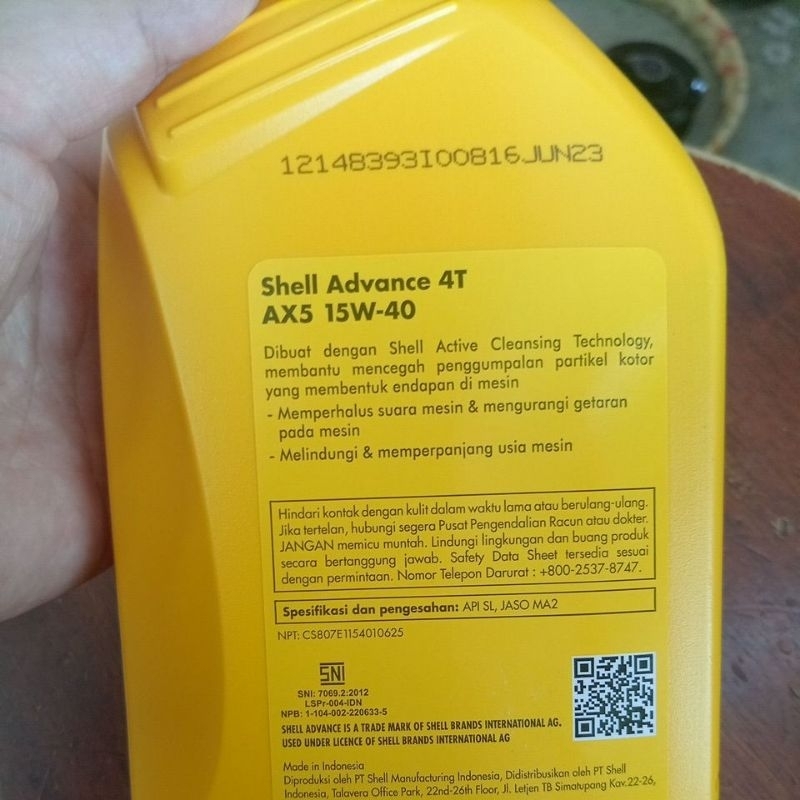 12148393I00816JUN23
Shell Advance 4T
AX5 15W-40
Dibuat dengan Shell Active Cleansing Technology,
membantu mencegah penggumpalan partikel kotor
yang membentuk endapan di mesin
- Memperhalus suara mesin & mengurangi getaran
pada mesin
- Melindungi & memperpanjang usia mesin
Hindari kontak dengan kulit dalam waktu lama atau berulang-ulang.
Jika tertelan, hubungi segera Pusat Pengendalian Racun atau dokter.
JANGAN memicu muntah. Lindungi lingkungan dan buang produk
secara bertanggung jawab. Safety Data Sheet tersedia sesuai
dengan permintaan. Nomor Telepon Darurat : +800-2537-8747.
Spesifikasi dan pengesahan: API SL, JASO MA2
NPT: CS807E1154010625
SNI
SNI: 7069.2:2012
LSPr-004-IDN
NPB: 1-104-002-220633-5
SHELL ADVANCE IS A TRADE MARK OF SHELL BRANDS INTERNATIONAL AG.
USED UNDER LICENCE OF SHELL BRANDS INTERNATIONAL AG
Made in Indonesia
Diproduksi oleh PT Shell Manufacturing Indonesia, Didistribusikan oleh PT Shell
Indonesia, Talavera Office Park, 22nd-26th Floor, Jl. Letjen TB Simatupang Kav.22-26,